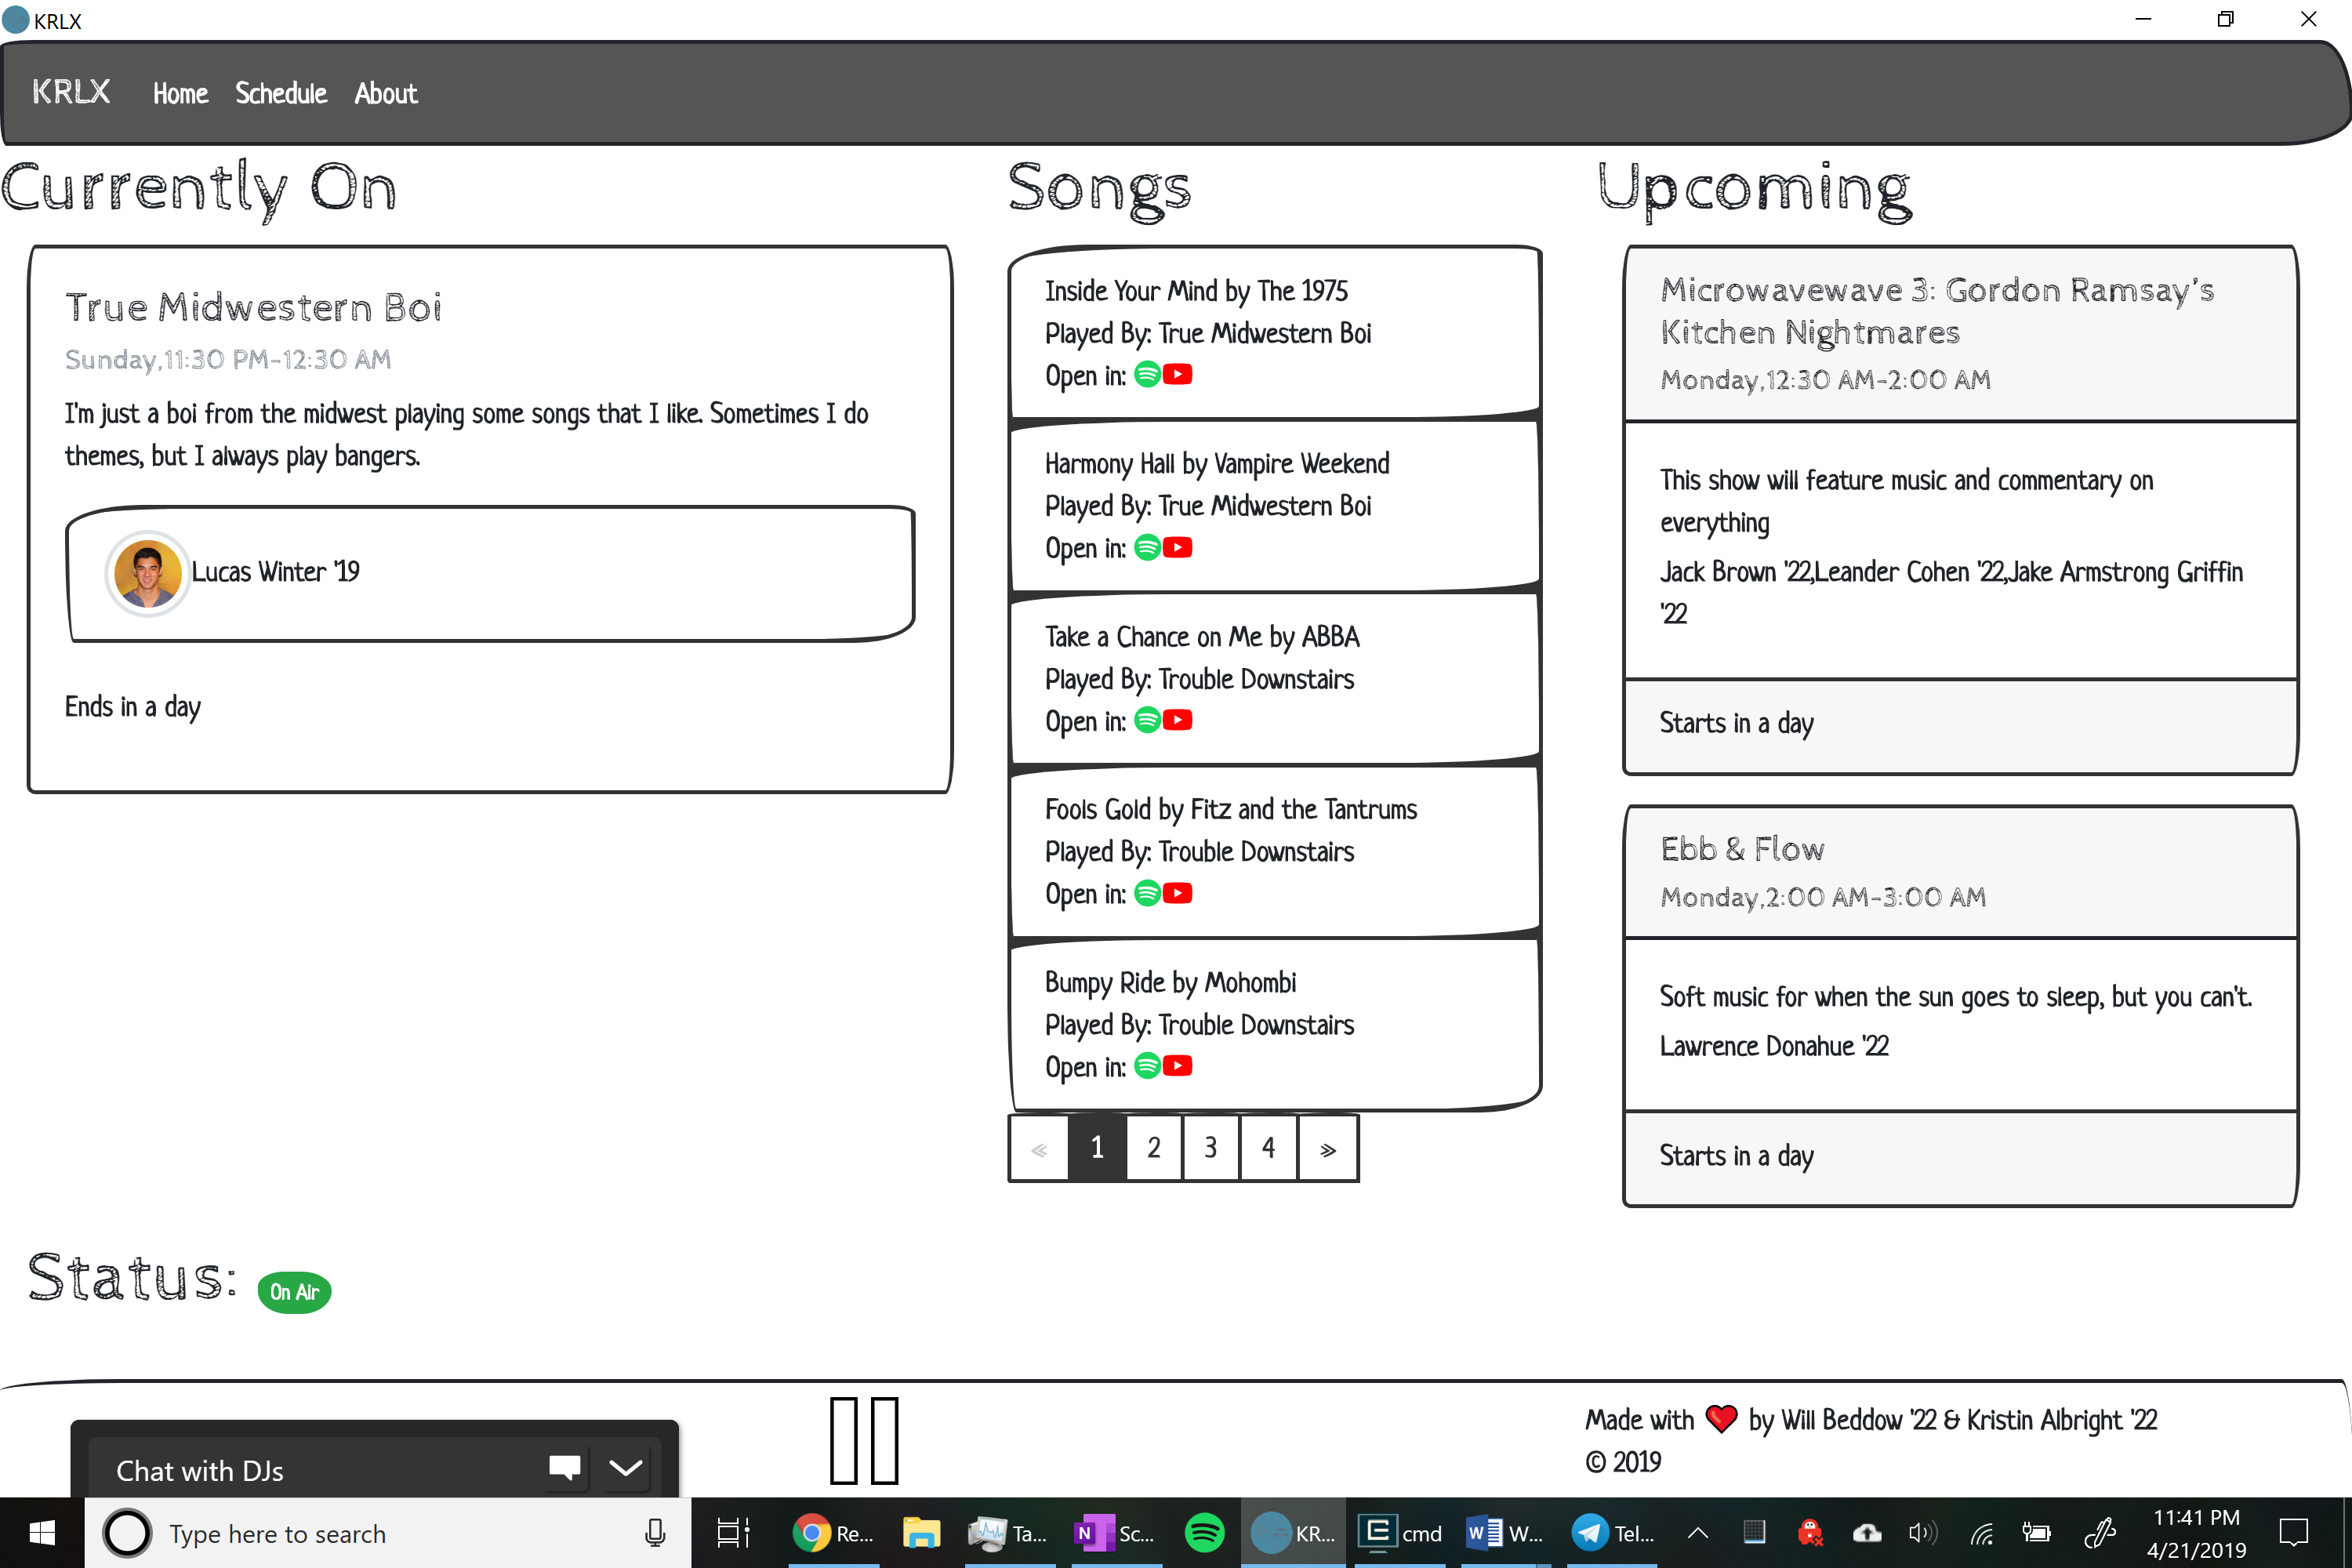 KRLX
KRLX Home Schedule About
Currently On
True Midwestern Boi
Sunday,11:30 PM-12:30 AM
I'm just a boi from the midwest playing some songs that I like. Sometimes I do
themes, but I always play bangers.
Lucas Winter '19
Ends in a day
Songs
Inside Your Mind by The 1975
Played By: True Midwestern Boi
Open in:
Harmony Hall by Vampire Weekend
Played By: True Midwestern Boi
Open in:
Take a Chance on Me by ABBA
Played By: Trouble Downstairs
Open in:
Fools Gold by Fitz and the Tantrums
Played By: Trouble Downstairs
Open in:
Bumpy Ride by Mohombi
Played By: Trouble Downstairs
Open in:
« 1 2 3 4 »
Upcoming
Microwavewave 3: Gordon Ramsay's
Kitchen Nightmares
Monday,12:30 AM-2:00 AM
This show will feature music and commentary on
everything
Jack Brown '22,Leander Cohen '22,Jake Armstrong Griffin
'22
Starts in a day
Ebb & Flow
Monday,2:00 AM-3:00 AM
Soft music for when the sun goes to sleep, but you can't.
Lawrence Donahue '22
Starts in a day
Status: On Air
Chat with DJs
Made with ❤ by Will Beddow '22 & Kristin Albright '22
© 2019
Type here to search
Re...
Ta...
N Sc...
KR...
cmd
W W...
Tel...
11:41 PM
4/21/2019